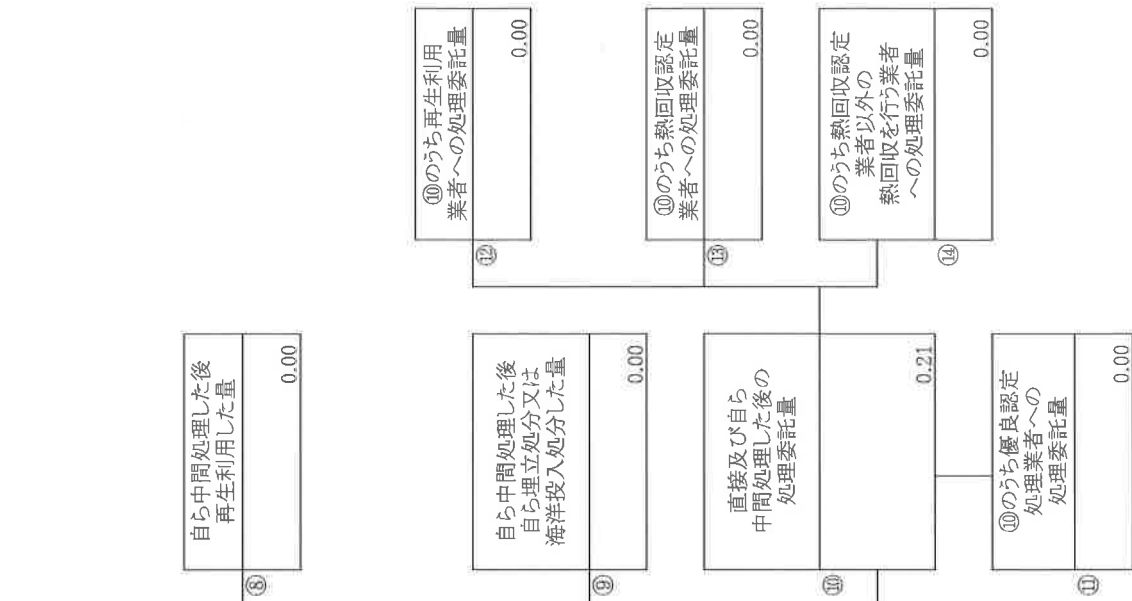 ⑧
自ら中間処理した後
再生利用した量
0.00
⑨
自ら中間処理した後
自ら埋立処分又は
海洋投入処分した量
0.00
⑩
直接及び自ら
中間処理した後の
処理委託量
0.21
⑪
⑩のうち優良認定
処理業者への
処理委託量
0.00
⑫
⑩のうち再生利用
業者への処理委託量
0.00
⑬
⑩のうち熱回収認定
業者への処理委託量
0.00
⑭
⑩のうち熱回収認定
業者以外の
熱回収を行う業者
への処理委託量
0.00